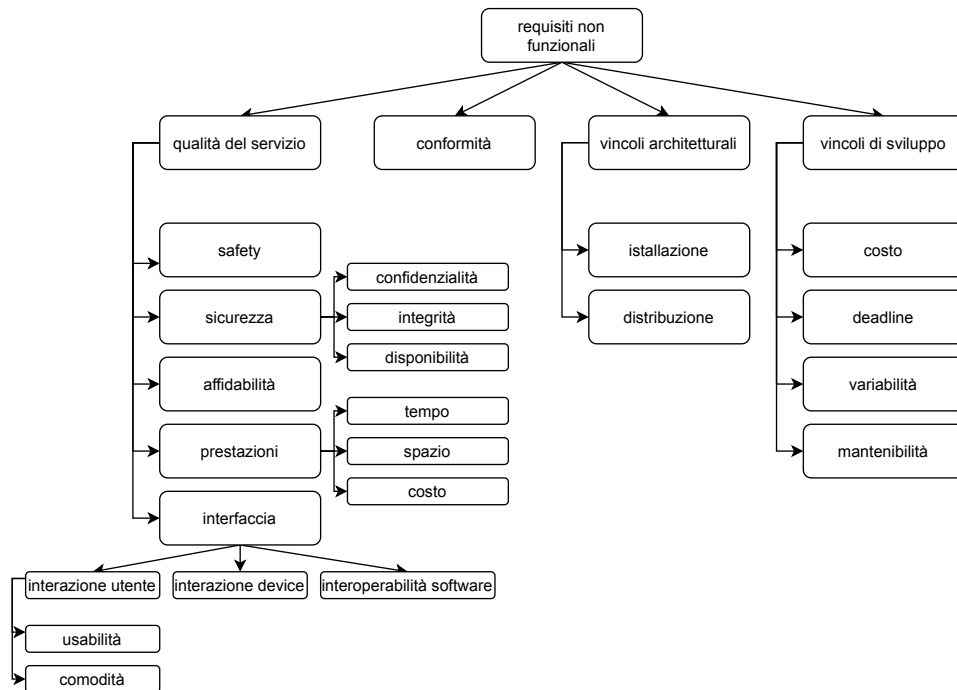 requisiti non
funzionali
qualità del servizio
conformità
vincoli architetturali
vincoli di sviluppo
safety
sicurezza
affidabilità
prestazioni
interfaccia
confidenzialità
integrità
disponibilità
tempo
spazio
costo
istallazione
distribuzione
costo
deadline
variabilità
mantenibilità
interazione utente
interazione device
interoperabilità software
usabilità
comodità